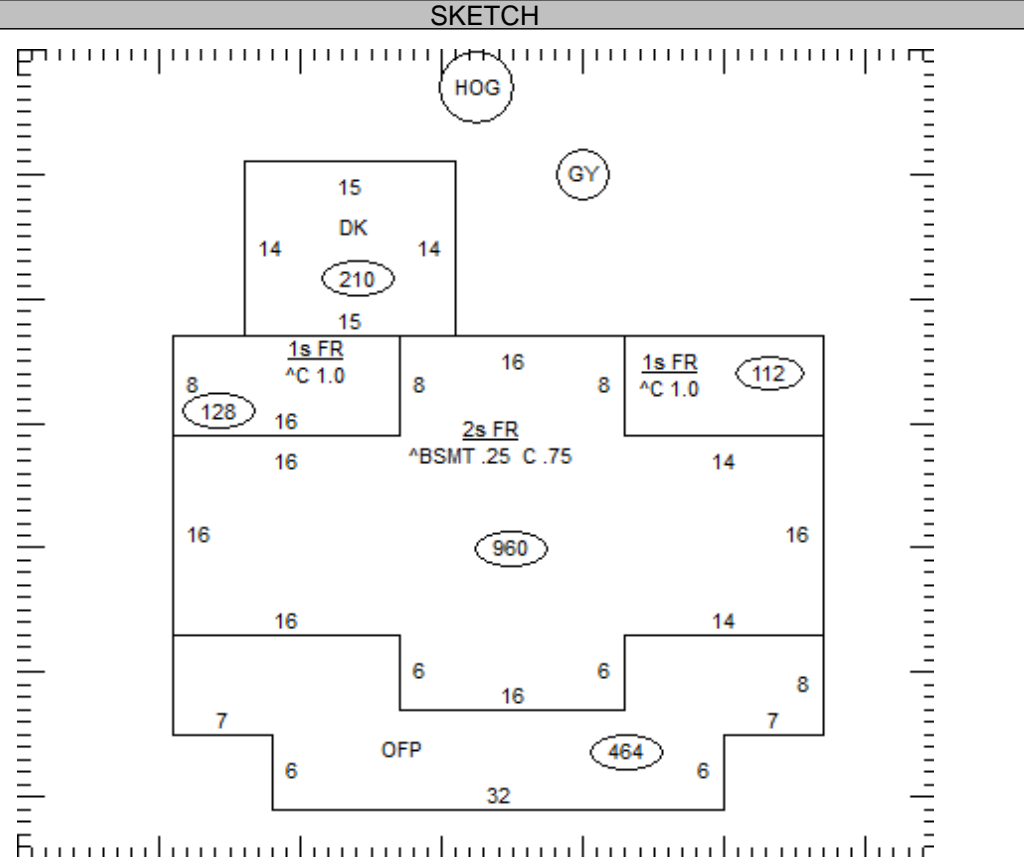 SKETCH
HOG
GY
15
DK
14 14
210
15
1s FR
^C 1.0
8
128
16
16
8 8
1s FR
^C 1.0
112
2s FR
^BSMT .25 C .75
16 14
16 16
960
16 14
6 6
16
8
7 7
OFP 464
6 6
32